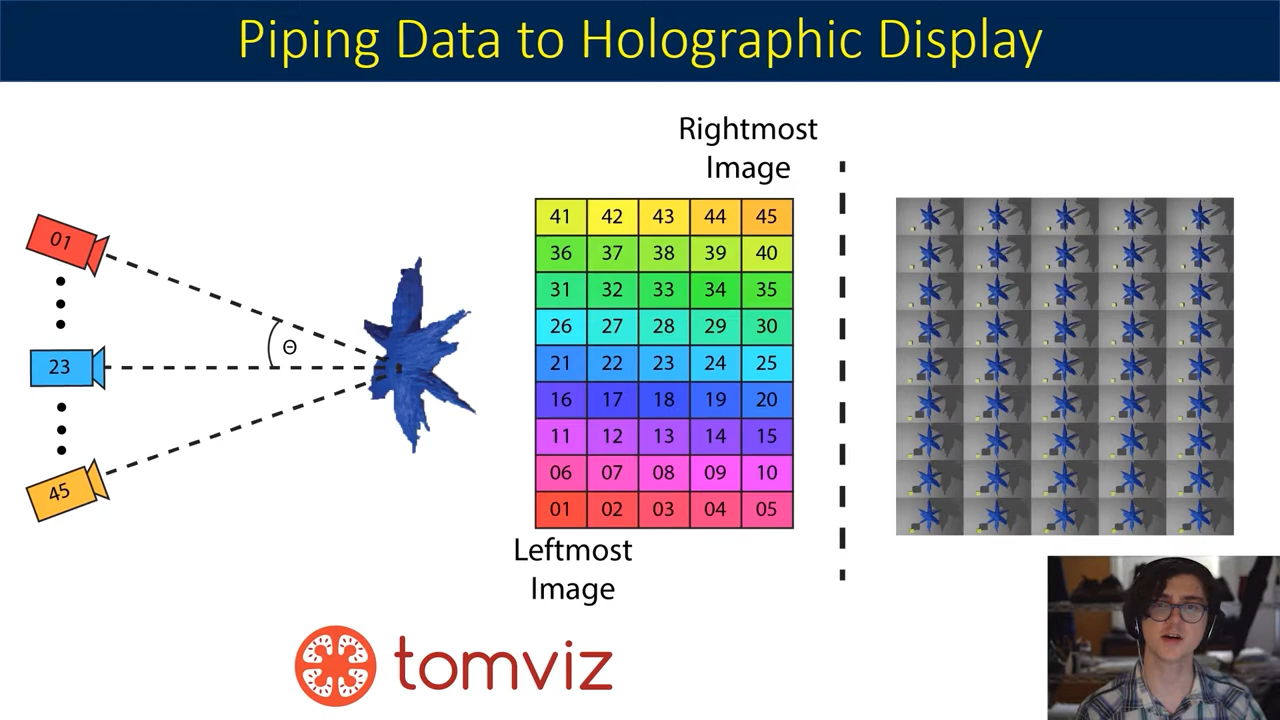 Piping Data to Holographic Display
01
23
45
Θ
Rightmost
Image
41 42 43 44 45
36 37 38 39 40
31 32 33 34 35
26 27 28 29 30
21 22 23 24 25
16 17 18 19 20
11 12 13 14 15
06 07 08 09 10
01 02 03 04 05
Leftmost
Image
tomviz